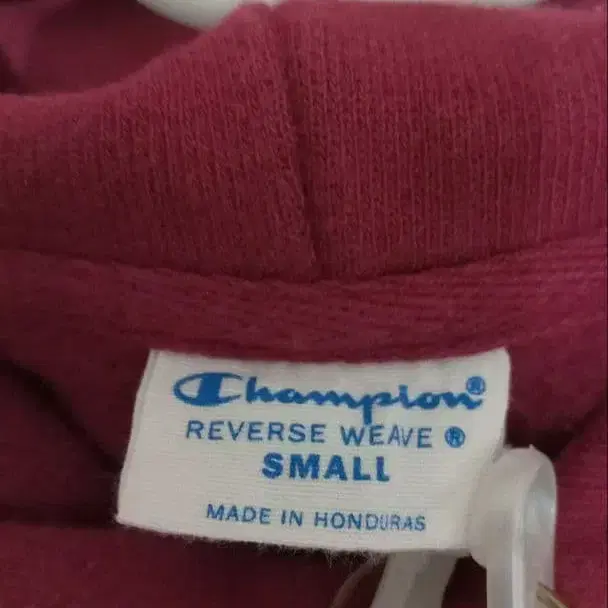 Champion®
REVERSE WEAVE ®
SMALL
MADE IN HONDURAS